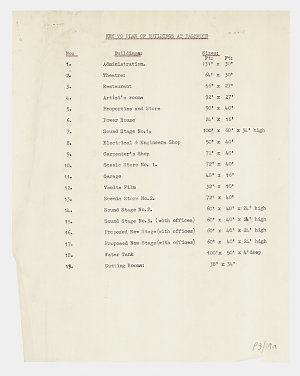 KEY TO PLAN OF BUILDINGS AT PAGEWOOD
Nos Buildings: Sizes:
Ft: Ft:
1. Administration. 131' x 30'
2. Theatre: 64' x 30'
3. Restaurant 56' x 27'
4. Artist's rooms 92' x 27'
5. Properties and Store 90' x 40'
6. Power House 24' x 16'
7. Sound Stage No.1. 100' x 60' x 34' high
8. Electrical & Engineers Shop 50' x 40'
9. Carpenter's Shop 72' x 40'
10. Scenic Store No. 1. 72' x 40'
11. Garage 48' x 16'
12. Vaults Film 32' x 10'
13. Scenic Store No.2. 72' x 40'
14. Sound Stage No.2. 60' x 40' x 24' high
15. Sound Stage No.3. (with offices) 60' x 40' x 24' high
16. Proposed New Stage(with offices) 60' x 40' x 24' high
17. Proposed New Stage(with offices) 60' x 40' x 24' high
18. Water Tank 100'x 50' x 4'deep
19. Cutting Rooms: 38' x 34'
P3/19a